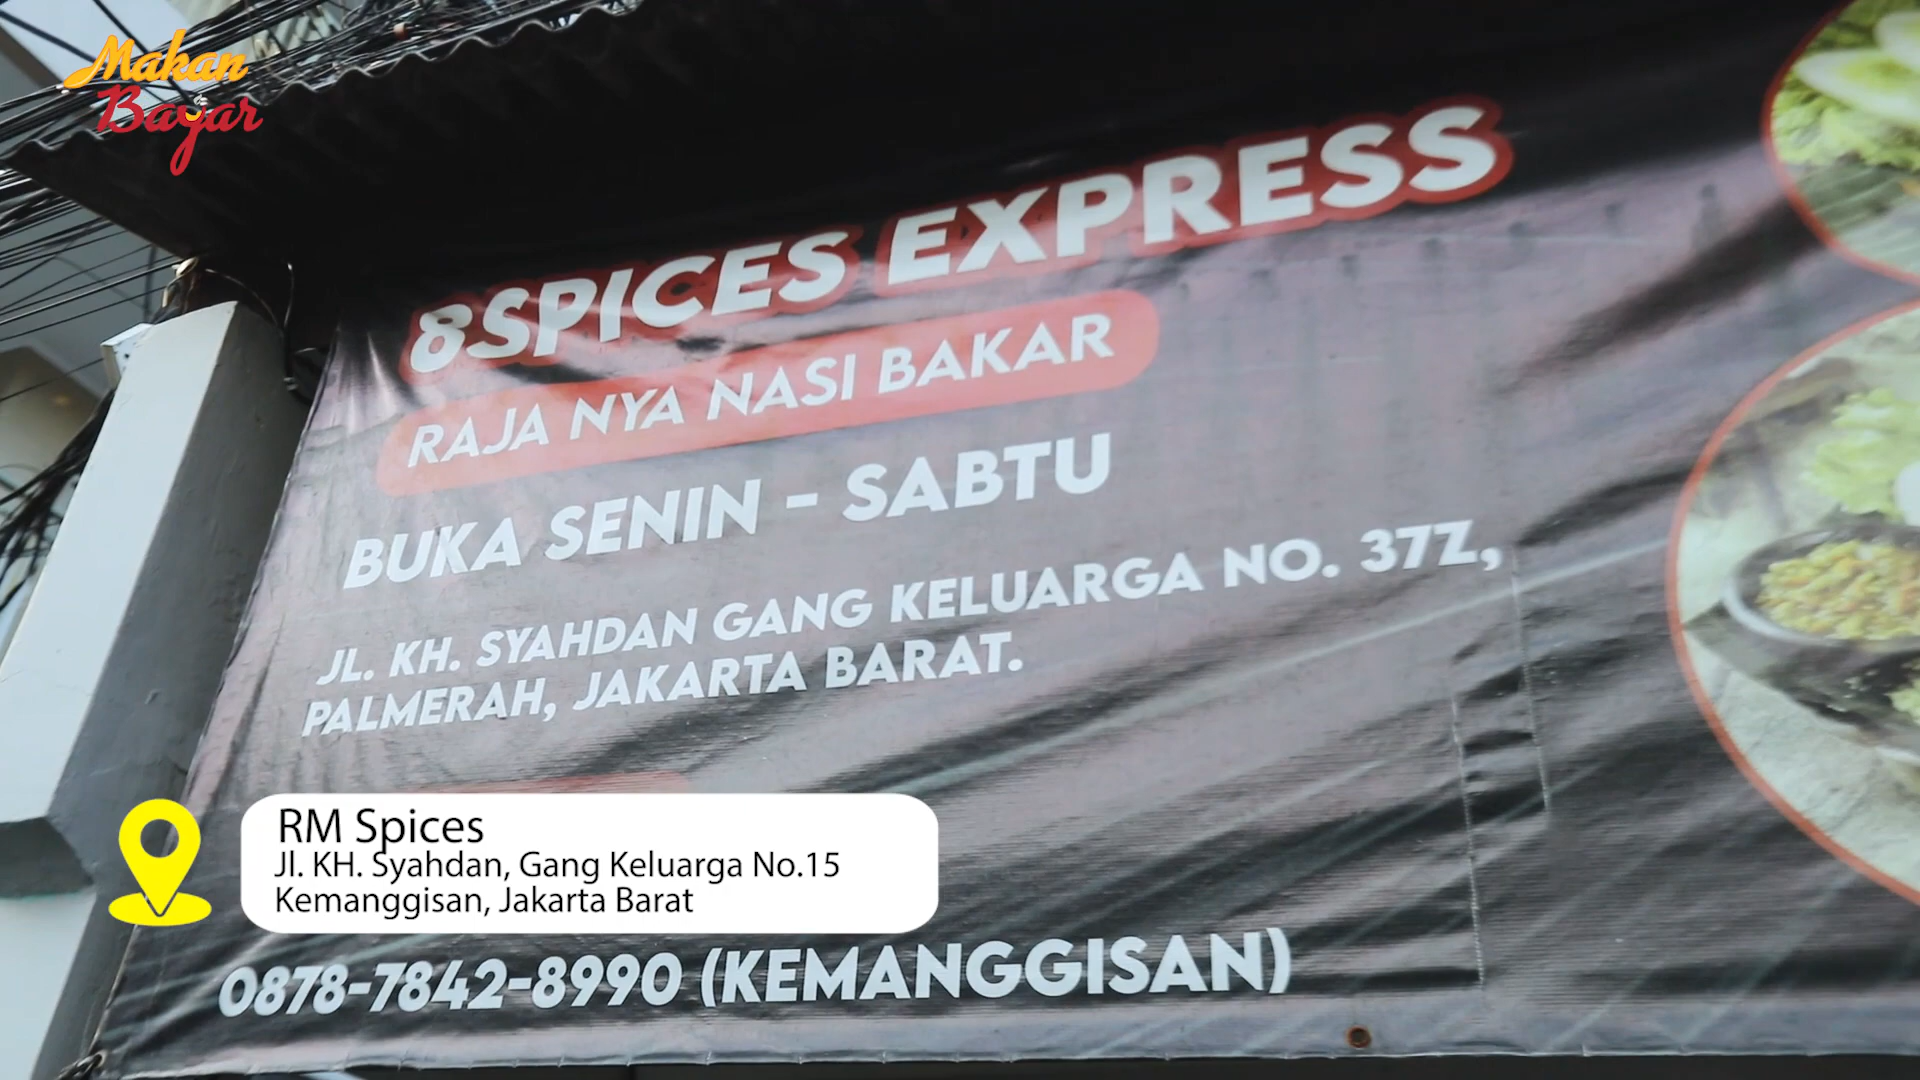 Makan
Bayar
8SPICES EXPRESS
RAJA NYA NASI BAKAR
BUKA SENIN - SABTU
JL. KH. SYAHDAN GANG KELUARGA NO. 37Z,
PALMERAH, JAKARTA BARAT.
RM Spices
Jl. KH. Syahdan, Gang Keluarga No.15
Kemanggisan, Jakarta Barat
0878-7842-8990 (KEMANGGISAN)